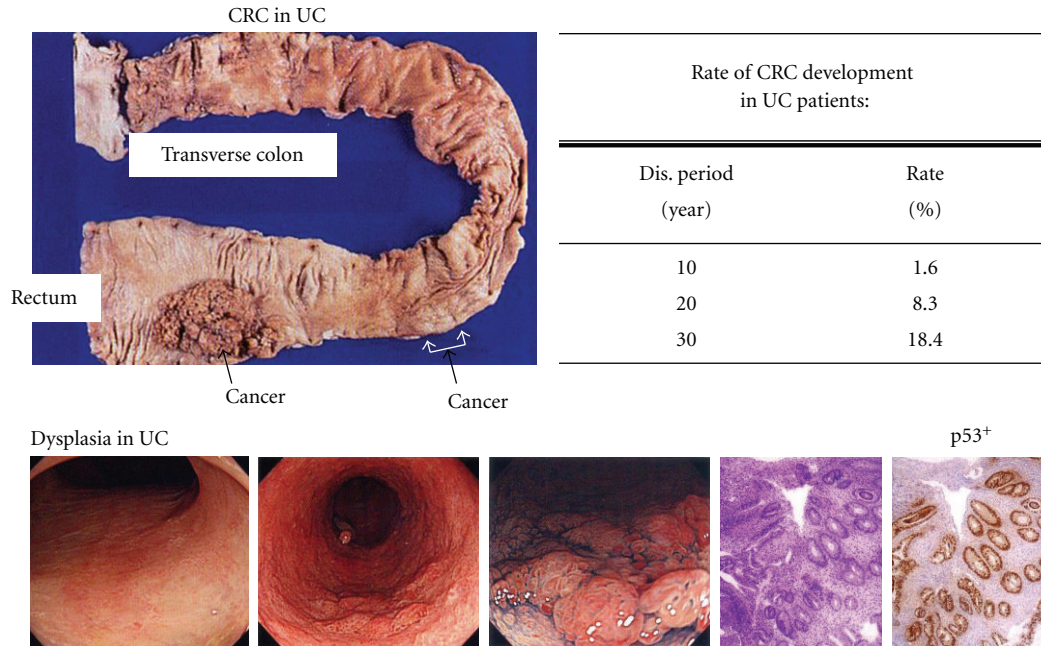 CRC in UC
Transverse colon
Rectum
Cancer
Cancer
Rate of CRC development
in UC patients:
Dis. period Rate
(year) (%)
10 1.6
20 8.3
30 18.4
Dysplasia in UC
p53⁺